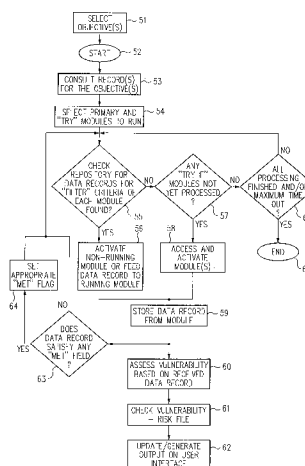 SELECT
OBJECTIVE(S)
51
START
52
CONSULT RECORD(S)
FOR THE OBJECTIVE(S)
53
SELECT PRIMARY AND
"TRY" MODULES TO RUN
54
CHECK
REPOSITORY FOR
DATA RECORDS FOR
"FILTER" CRITERIA OF
EACH MODULE
FOUND?
55
NO
ANY
"TRY IF"
MODULES NOT
YET PROCESSED
?
57
NO
ALL
PROCESSING
FINISHED AND/OR
MAXIMUM TIME
OUT
?
YES
YES
YES
ACTIVATE
NON-RUNNING
MODULE OR FEED
DATA RECORD TO
RUNNING MODULE
56
58
ACCESS AND
ACTIVATE
MODULE(S)
END
SET
APPROPRIATE
"MET" FLAG
64
STORE DATA RECORD
FROM MODULE
59
NO
DOES
DATA RECORD
SATISFY ANY
"MET" FIELD
?
63
YES
ASSESS VULNERABILITY
BASED ON RECEIVED
DATA RECORD
60
CHECK VULNERABILITY
– RISK FILE
61
UPDATE/GENERATE
OUTPUT ON USER
INTERFACE
62